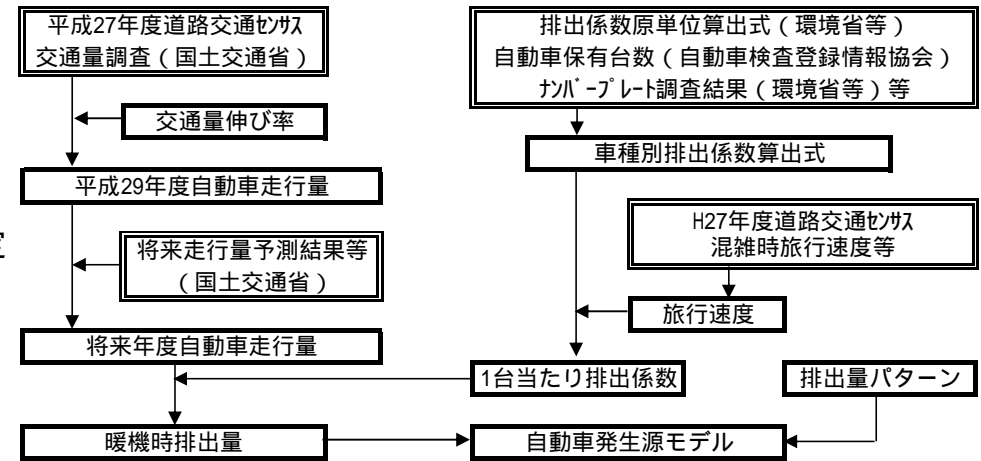 平成27年度道路交通ｾﾝｻｽ
交通量調査（国土交通省）
交通量伸び率
平成29年度自動車走行量
将来走行量予測結果等
（国土交通省）
将来年度自動車走行量
暖機時排出量
排出係数原単位算出式（環境省等）
自動車保有台数（自動車検査登録情報協会）
ﾅﾝﾊﾞｰﾌﾟﾚｰﾄ調査結果（環境省等）等
車種別排出係数算出式
H27年度道路交通ｾﾝｻｽ
混雑時旅行速度等
旅行速度
1台当たり排出係数
排出量パターン
自動車発生源モデル